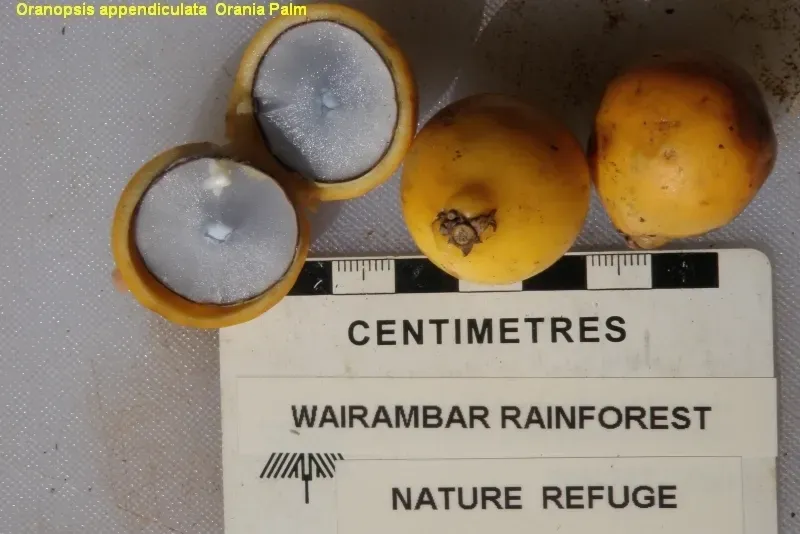 Oranopsis appendiculata Orania Palm
CENTIMETRES
WAIRAMBAR RAINFOREST
NATURE REFUGE